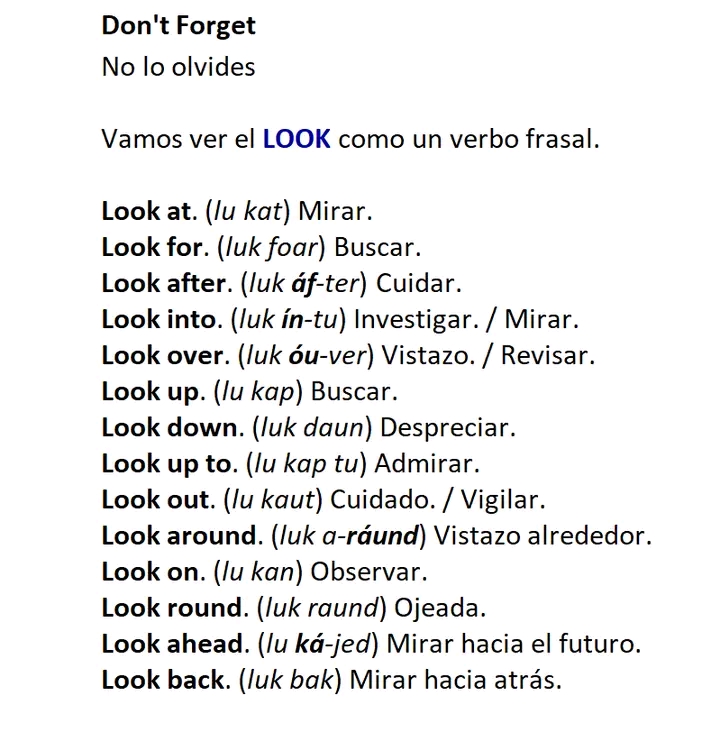 Don't Forget
No lo olvides
Vamos ver el LOOK como un verbo frasal.
Look at. (lu kat) Mirar.
Look for. (luk foar) Buscar.
Look after. (luk áf-ter) Cuidar.
Look into. (luk ín-tu) Investigar. / Mirar.
Look over. (luk óu-ver) Vistazo. / Revisar.
Look up. (lu kap) Buscar.
Look down. (luk daun) Despreciar.
Look up to. (lu kap tu) Admirar.
Look out. (lu kaut) Cuidado. / Vigilar.
Look around. (luk a-ráund) Vistazo alrededor.
Look on. (lu kan) Observar.
Look round. (luk raund) Ojeada.
Look ahead. (lu ká-jed) Mirar hacia el futuro.
Look back. (luk bak) Mirar hacia atrás.